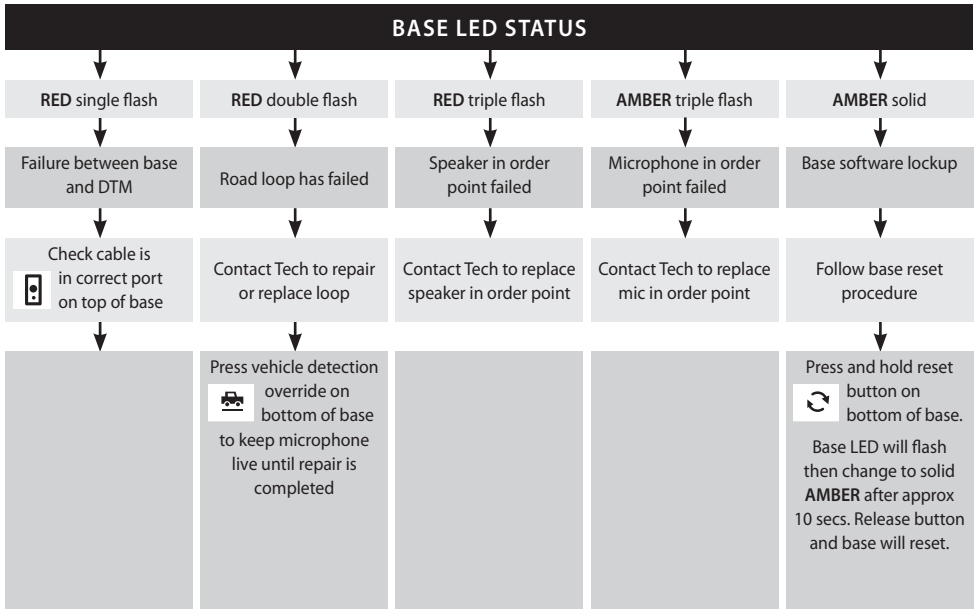 BASE LED STATUS
RED single flash
Failure between base
and DTM
Check cable is
in correct port
on top of base
RED double flash
Road loop has failed
Contact Tech to repair
or replace loop
Press vehicle detection
override on
bottom of base
to keep microphone
live until repair is
completed
RED triple flash
Speaker in order
point failed
Contact Tech to replace
speaker in order point
AMBER triple flash
Microphone in order
point failed
Contact Tech to replace
mic in order point
AMBER solid
Base software lockup
Follow base reset
procedure
Press and hold reset
button on
bottom of base.
Base LED will flash
then change to solid
AMBER after approx
10 secs. Release button
and base will reset.